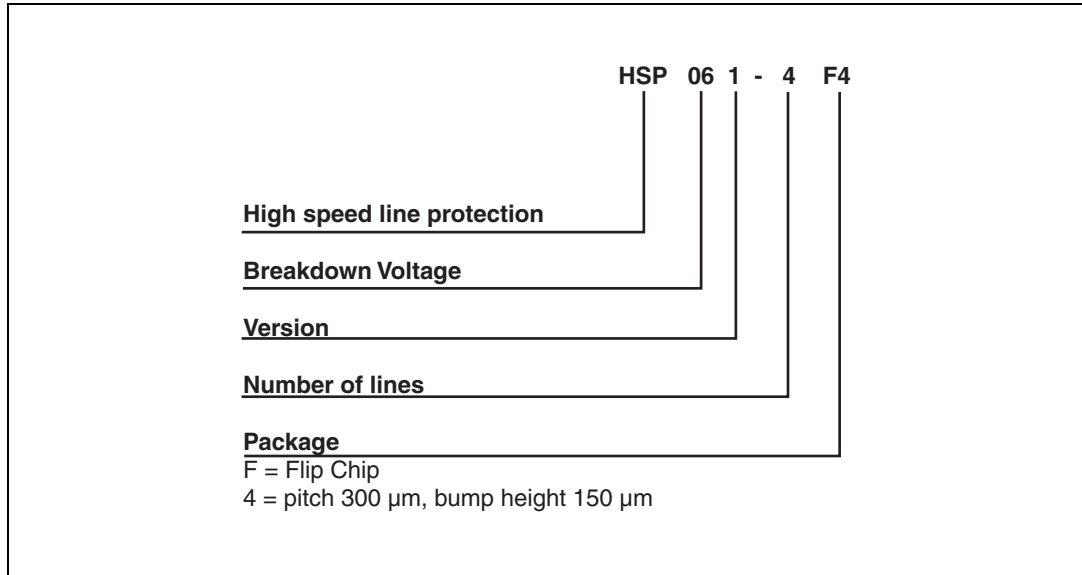 HSP 06 1 - 4 F4
High speed line protection
Breakdown Voltage
Version
Number of lines
Package
F = Flip Chip
4 = pitch 300 µm, bump height 150 µm